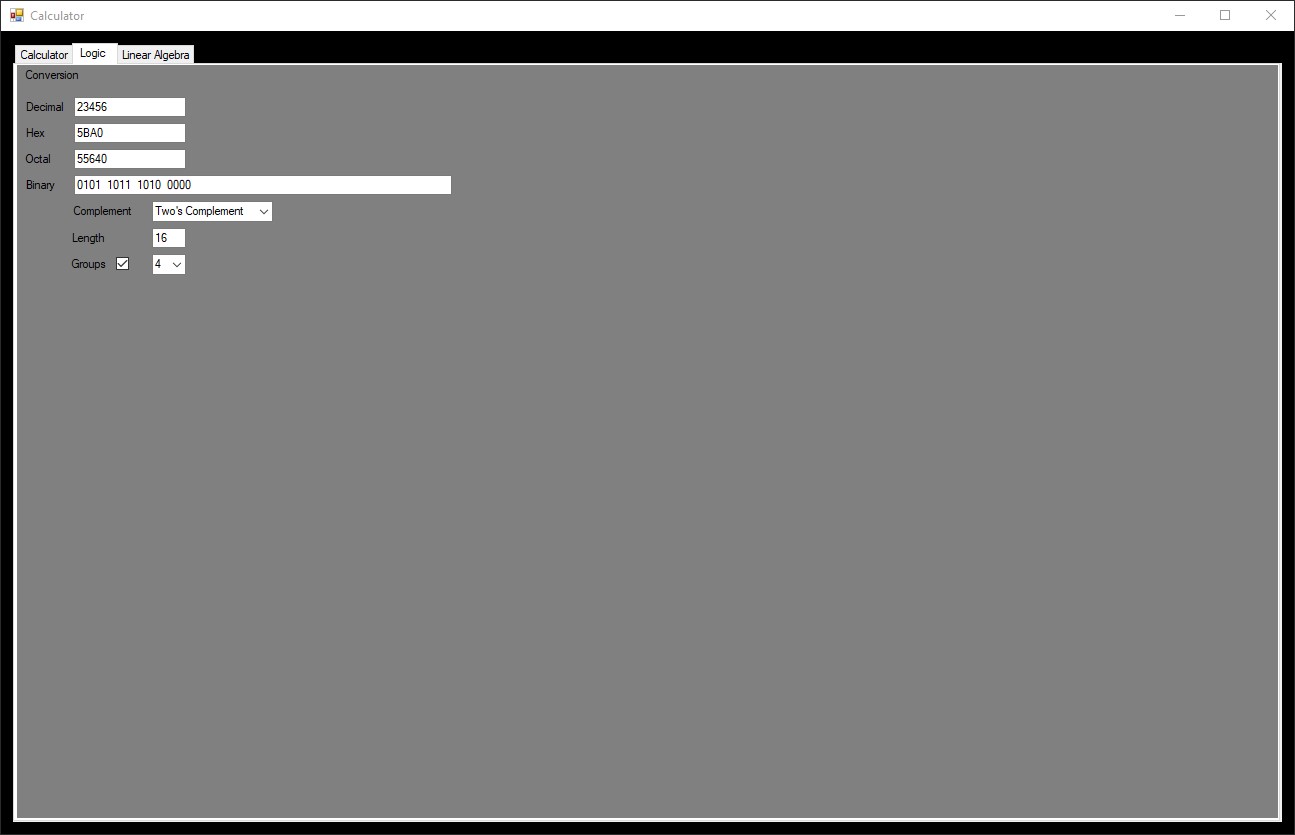 Calculator
Calculator Logic Linear Algebra
Conversion
Decimal 23456
Hex 5BA0
Octal 55640
Binary 0101 1011 1010 0000
Complement Two's Complement
Length 16
Groups 4